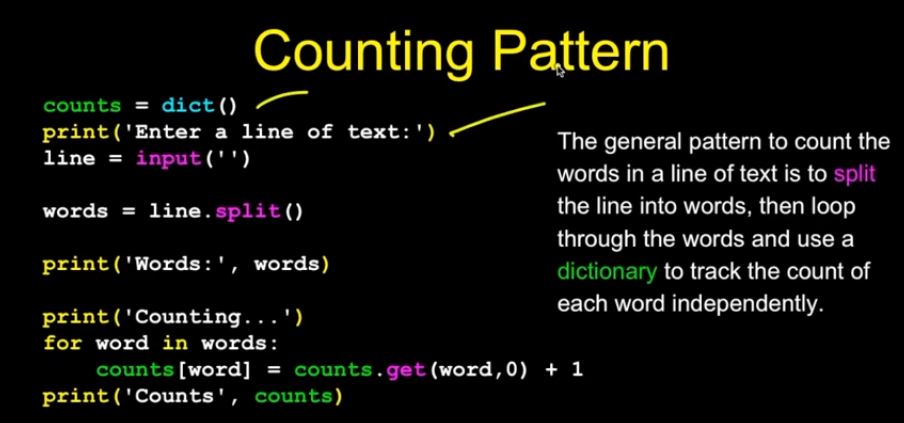 Counting Pattern
counts = dict()
print('Enter a line of text:')
line = input('')
words = line.split()
print('Words:', words)
print('Counting...')
for word in words:
    counts[word] = counts.get(word,0) + 1
print('Counts', counts)
The general pattern to count the
words in a line of text is to split
the line into words, then loop
through the words and use a
dictionary to track the count of
each word independently.